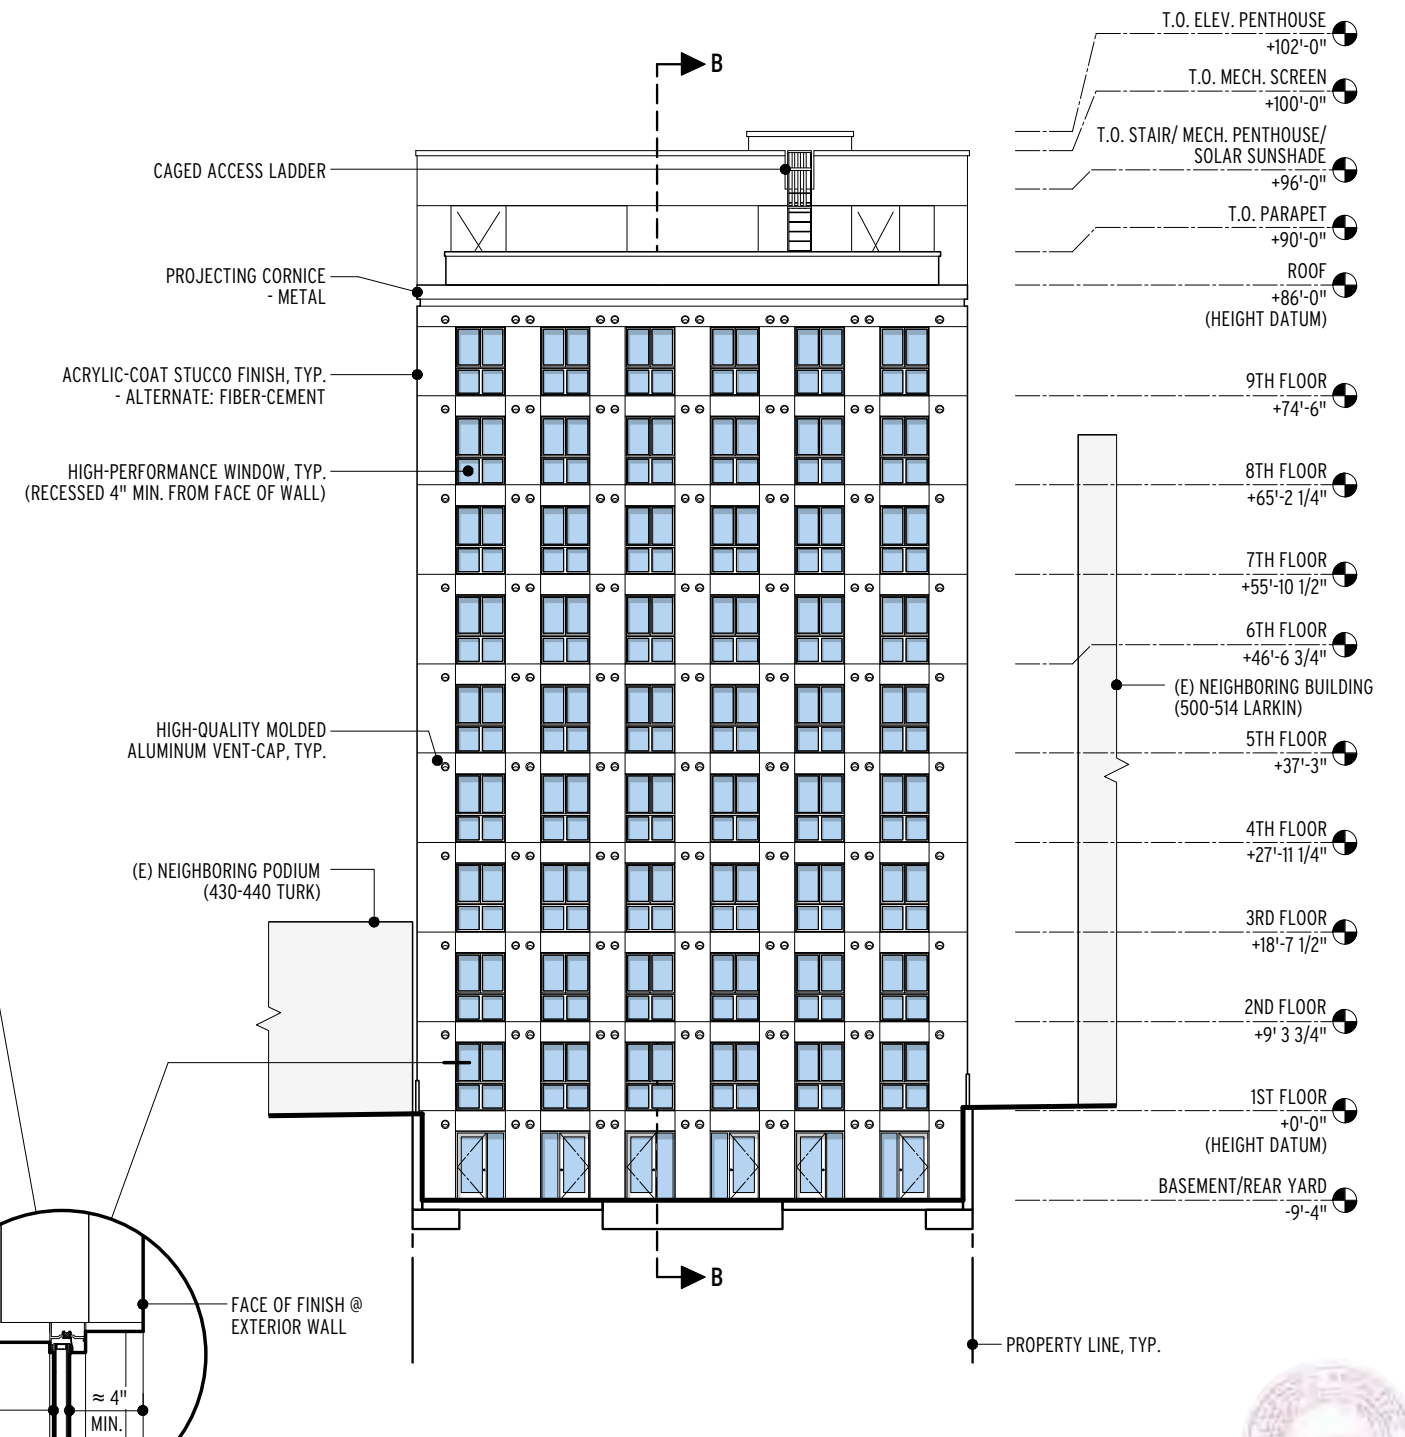 T.O. ELEV. PENTHOUSE
+102'-0"
B
T.O. MECH. SCREEN
+100'-0"
T.O. STAIR/ MECH. PENTHOUSE/
SOLAR SUNSHADE
+96'-0"
CAGED ACCESS LADDER
T.O. PARAPET
+90'-0"
PROJECTING CORNICE
- METAL
ROOF
+86'-0"
(HEIGHT DATUM)
ACRYLIC-COAT STUCCO FINISH, TYP.
- ALTERNATE: FIBER-CEMENT
9TH FLOOR
+74'-6"
HIGH-PERFORMANCE WINDOW, TYP.
(RECESSED 4" MIN. FROM FACE OF WALL)
8TH FLOOR
+65'-2 1/4"
7TH FLOOR
+55'-10 1/2"
6TH FLOOR
+46'-6 3/4"
(E) NEIGHBORING BUILDING
(500-514 LARKIN)
HIGH-QUALITY MOLDED
ALUMINUM VENT-CAP, TYP.
5TH FLOOR
+37'-3"
4TH FLOOR
+27'-11 1/4"
(E) NEIGHBORING PODIUM
(430-440 TURK)
3RD FLOOR
+18'-7 1/2"
2ND FLOOR
+9' 3 3/4"
1ST FLOOR
+0'-0"
(HEIGHT DATUM)
BASEMENT/REAR YARD
-9'-4"
B
FACE OF FINISH @
EXTERIOR WALL
PROPERTY LINE, TYP.
≈ 4"
MIN.